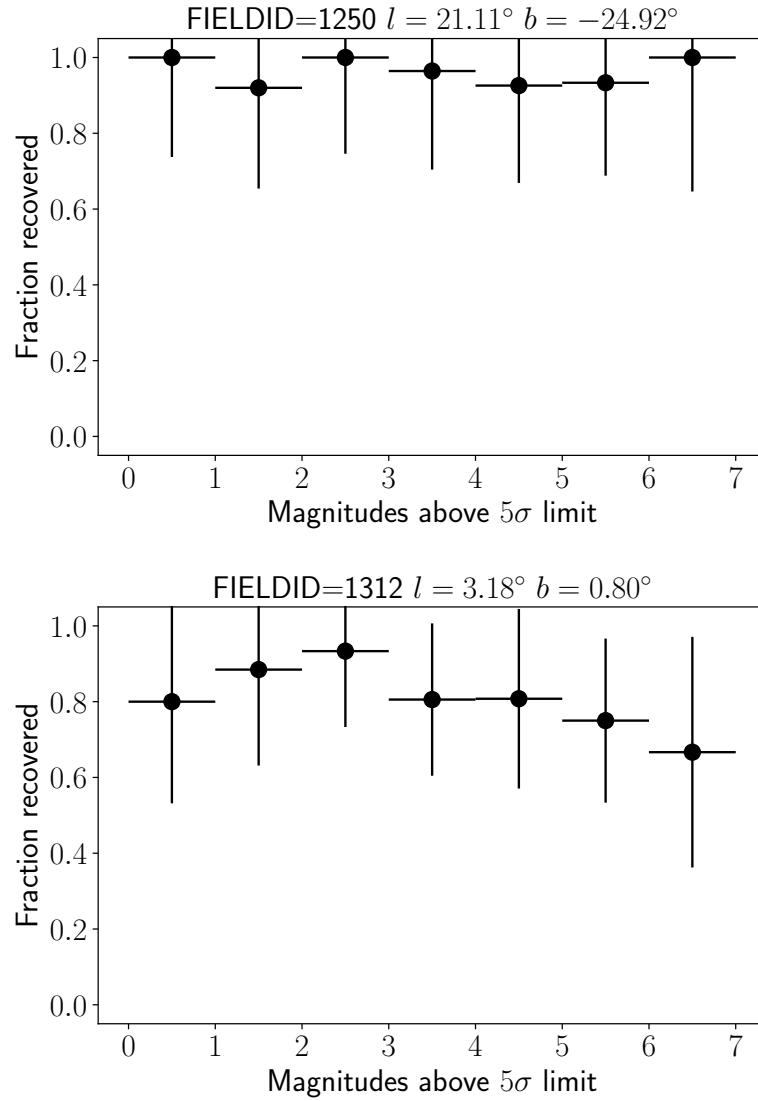 FIELDID=1250 l = 21.11° b = −24.92°
1.0
0.8
0.6
0.4
0.2
0.0
Fraction recovered
0 1 2 3 4 5 6 7
Magnitudes above 5σ limit
FIELDID=1312 l = 3.18° b = 0.80°
1.0
0.8
0.6
0.4
0.2
0.0
Fraction recovered
0 1 2 3 4 5 6 7
Magnitudes above 5σ limit